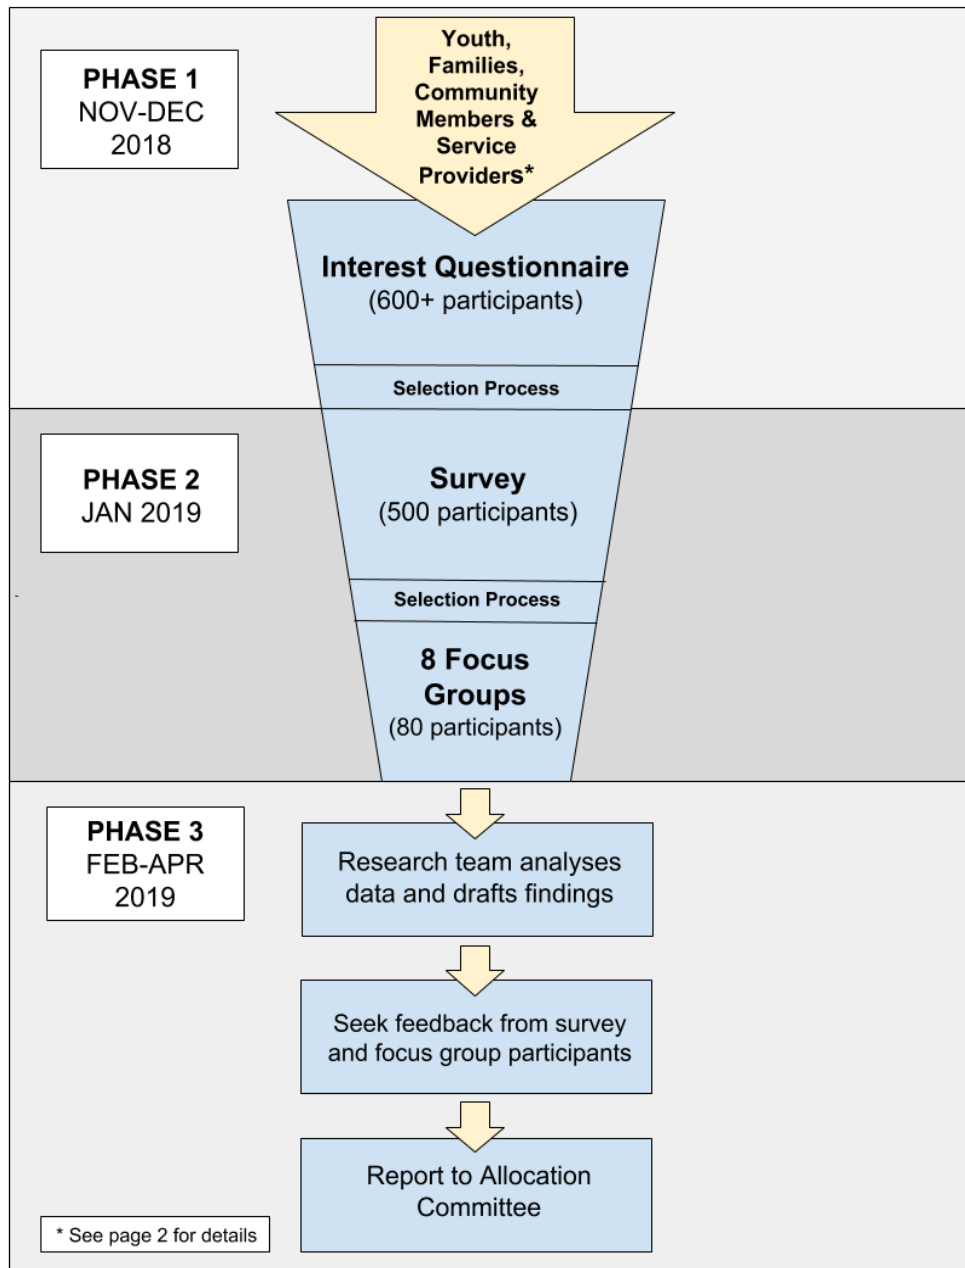 PHASE 1
NOV-DEC
2018
Youth,
Families,
Community
Members &
Service
Providers*
Interest Questionnaire
(600+ participants)
Selection Process
PHASE 2
JAN 2019
Survey
(500 participants)
-
Selection Process
8 Focus
Groups
(80 participants)
PHASE 3
FEB-APR
2019
Research team analyses
data and drafts findings
Seek feedback from survey
and focus group participants
Report to Allocation
Committee
* See page 2 for details